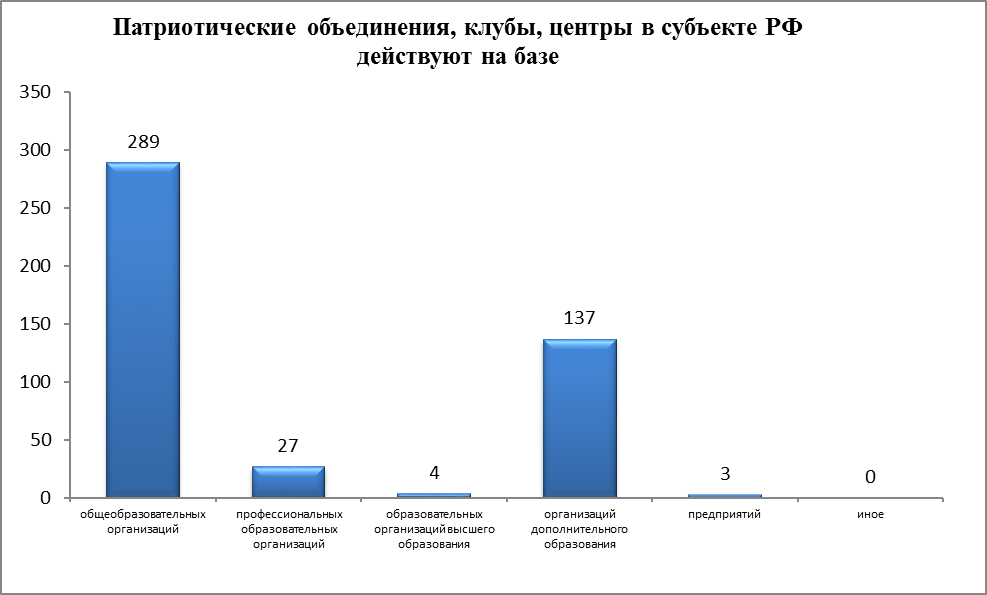 Патриотические объединения, клубы, центры в субъекте РФ
действуют на базе
350
300
250
200
150
100
50
0
289
27
4
137
3
0
общеобразовательных
организаций
профессиональных
образовательных
организаций
образовательных
организаций высшего
образования
организаций
дополнительного
образования
предприятий
иное